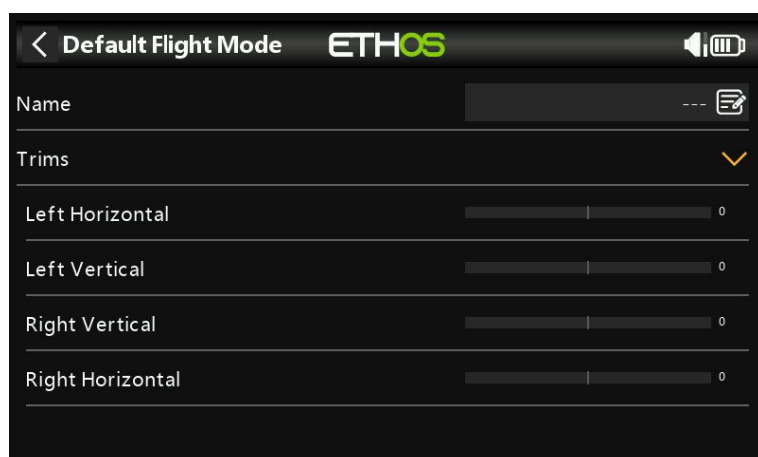 Default Flight Mode ETHOS
Name ---
Trims
Left Horizontal 0
Left Vertical 0
Right Vertical 0
Right Horizontal 0